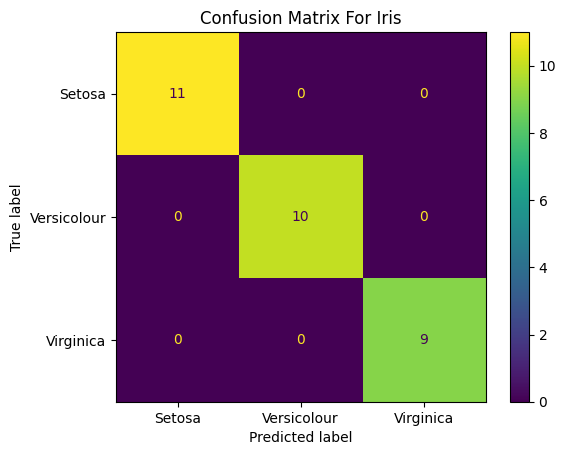 Confusion Matrix For Iris
Setosa
11
0
0
Versicolour
0
10
0
Virginica
0
0
9
Setosa
Versicolour
Virginica
Predicted label
True label
10
8
6
4
2
0